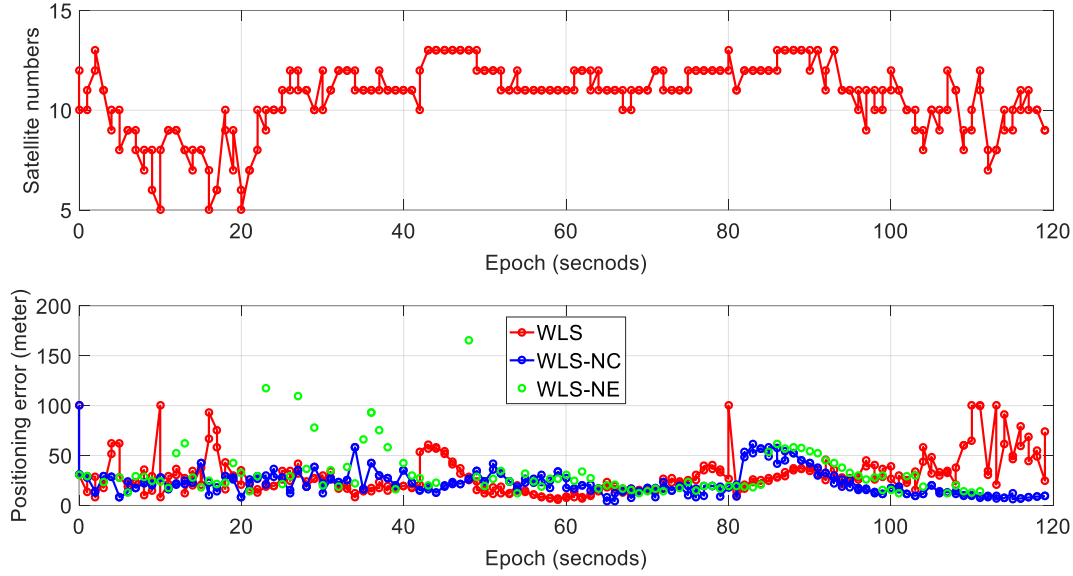 15
10
5
Satellite numbers
0 20 40 60 80 100 120
Epoch (secnods)
200
150
100
50
0
Positioning error (meter)
WLS
WLS-NC
WLS-NE
0 20 40 60 80 100 120
Epoch (secnods)